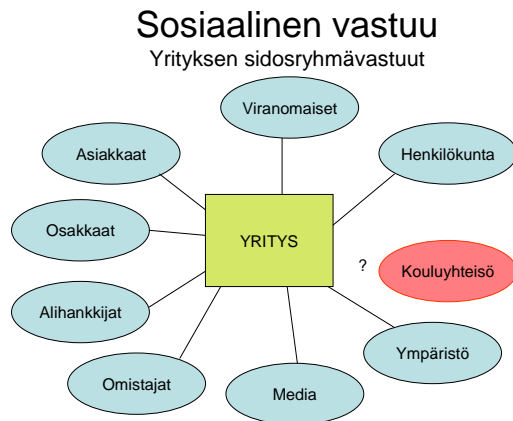 Sosiaalinen vastuu
Yrityksen sidosryhmävastuut
Viranomaiset
Asiakkaat
Henkilökunta
Osakkaat
YRITYS
?
Kouluyhteisö
Alihankkijat
Ympäristö
Omistajat
Media